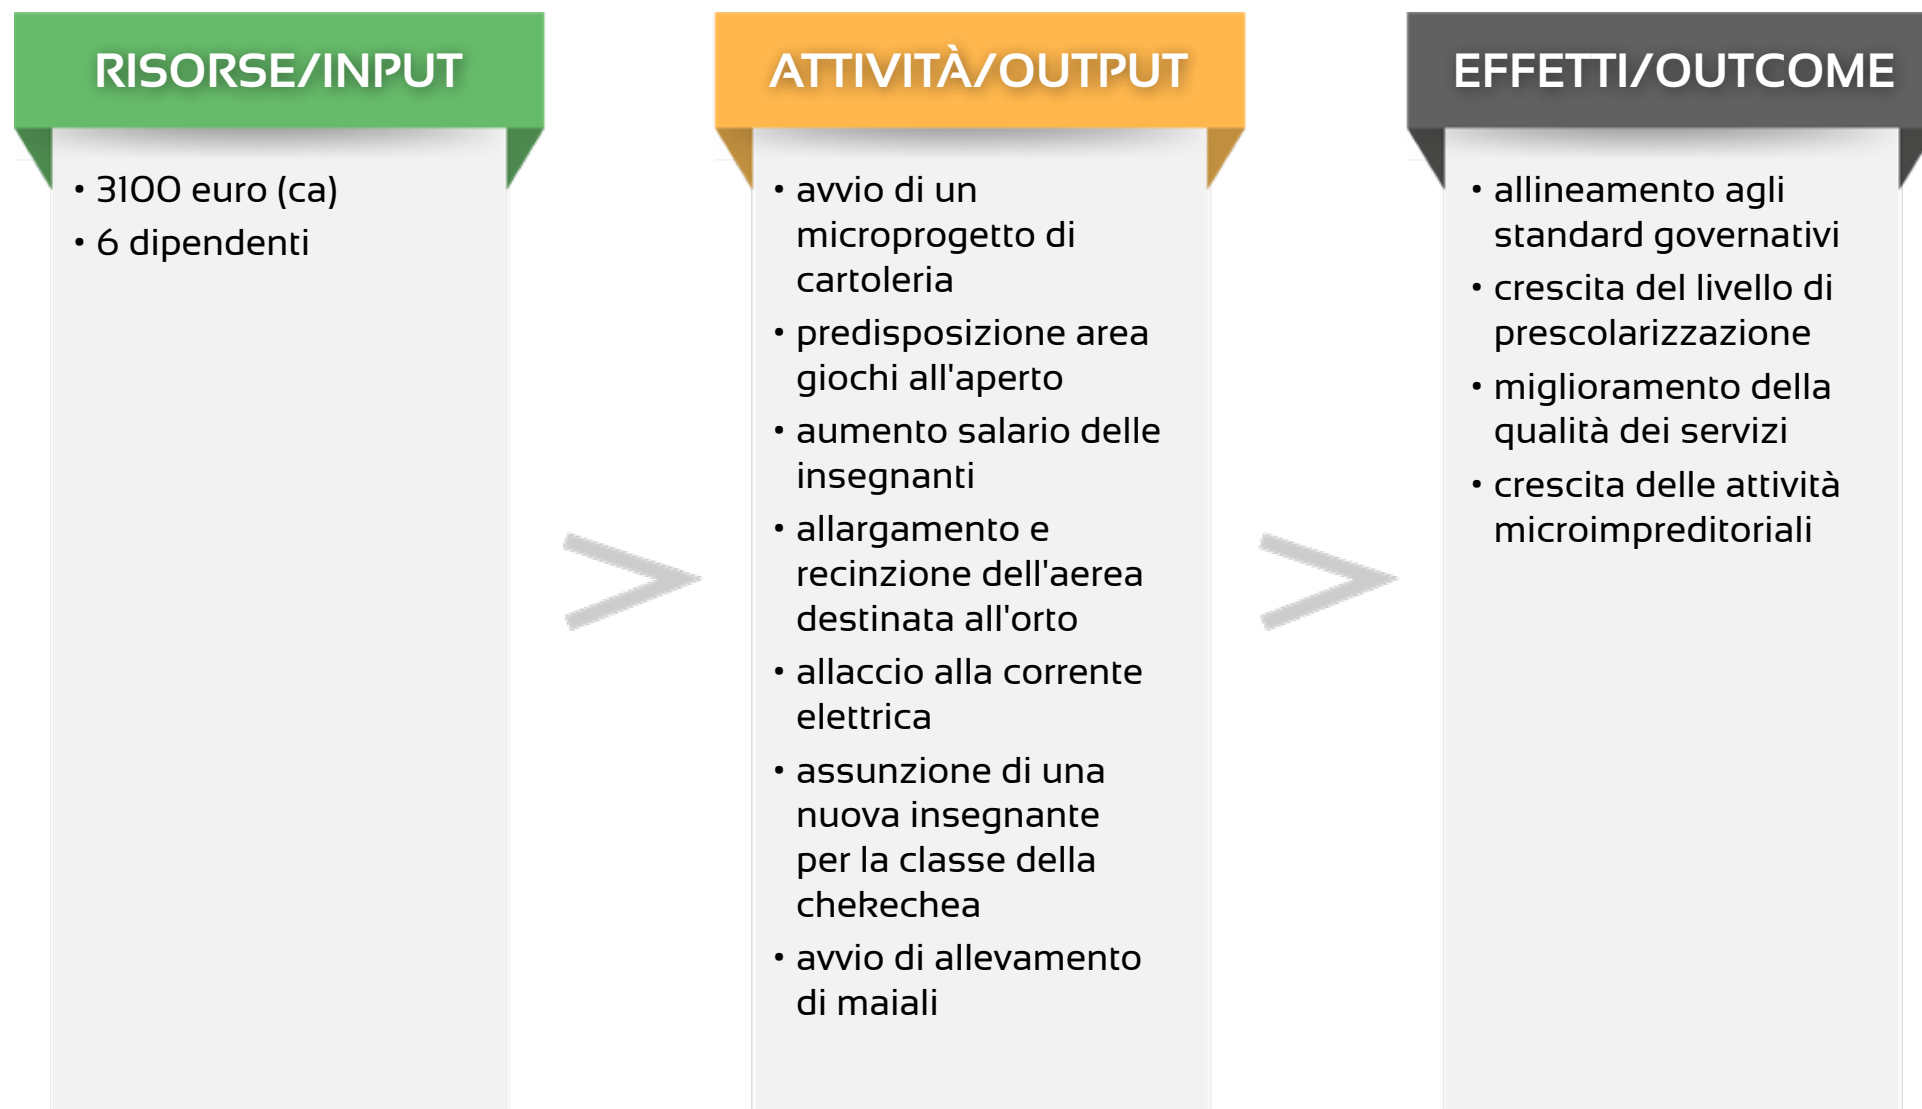 RISORSE/INPUT
• 3100 euro (ca)
• 6 dipendenti
ATTIVITÀ/OUTPUT
• avvio di un
microprogetto di
cartoleria
• predisposizione area
giochi all'aperto
• aumento salario delle
insegnanti
• allargamento e
recinzione dell'aerea
destinata all'orto
• allaccio alla corrente
elettrica
• assunzione di una
nuova insegnante
per la classe della
chekechea
• avvio di allevamento
di maiali
EFFETTI/OUTCOME
• allineamento agli
standard governativi
• crescita del livello di
prescolarizzazione
• miglioramento della
qualità dei servizi
• crescita delle attività
microimpreditoriali